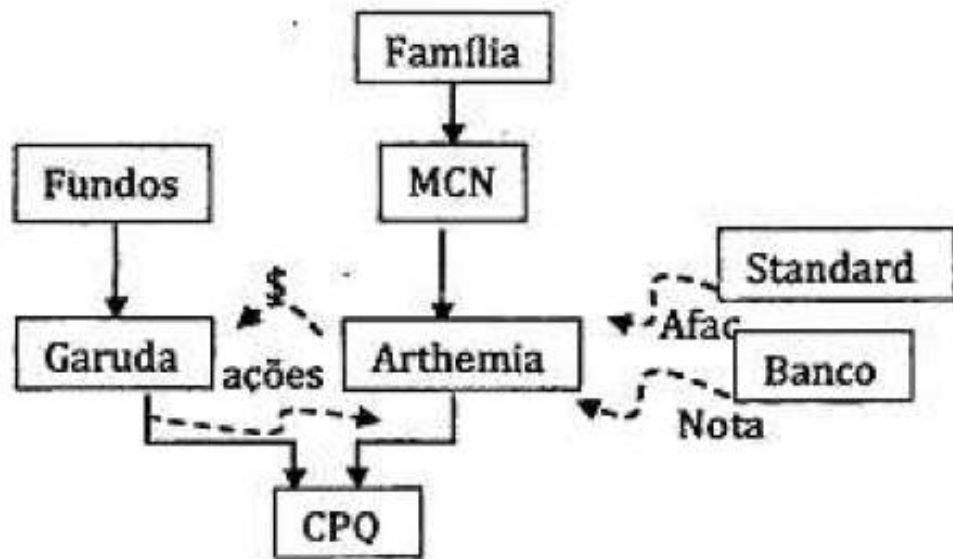 Família
Fundos
MCN
$
Standard
Garuda
ações
Arthemia
Afac
Banco
Nota
CPQ